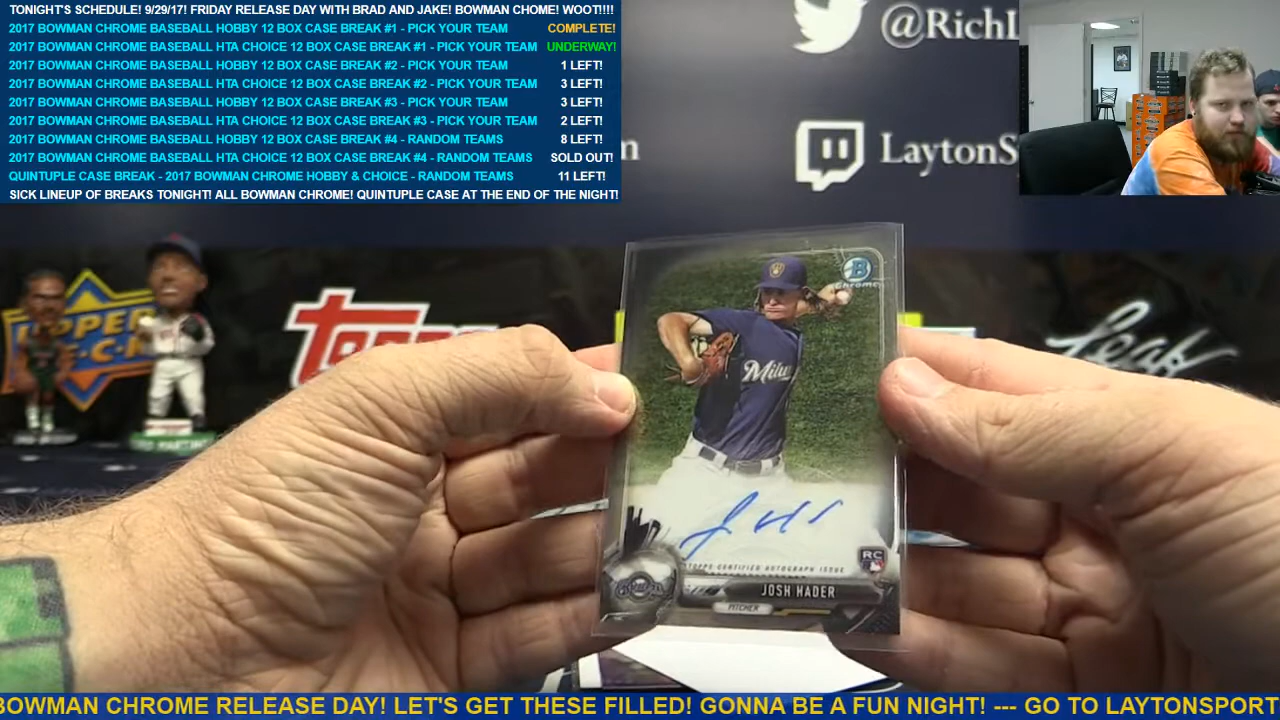 TONIGHT'S SCHEDULE! 9/29/17! FRIDAY RELEASE DAY WITH BRAD AND JAKE! BOWMAN CHOME! WOOT!!!!
2017 BOWMAN CHROME BASEBALL HOBBY 12 BOX CASE BREAK #1 - PICK YOUR TEAM COMPLETE!
2017 BOWMAN CHROME BASEBALL HTA CHOICE 12 BOX CASE BREAK #1 - PICK YOUR TEAM UNDERWAY!
2017 BOWMAN CHROME BASEBALL HOBBY 12 BOX CASE BREAK #2 - PICK YOUR TEAM 1 LEFT!
2017 BOWMAN CHROME BASEBALL HTA CHOICE 12 BOX CASE BREAK #2 - PICK YOUR TEAM 3 LEFT!
2017 BOWMAN CHROME BASEBALL HOBBY 12 BOX CASE BREAK #3 - PICK YOUR TEAM 3 LEFT!
2017 BOWMAN CHROME BASEBALL HTA CHOICE 12 BOX CASE BREAK #3 - PICK YOUR TEAM 2 LEFT!
2017 BOWMAN CHROME BASEBALL HOBBY 12 BOX CASE BREAK #4 - RANDOM TEAMS 8 LEFT!
2017 BOWMAN CHROME BASEBALL HTA CHOICE 12 BOX CASE BREAK #4 - RANDOM TEAMS SOLD OUT!
QUINTUPLE CASE BREAK - 2017 BOWMAN CHROME HOBBY & CHOICE - RANDOM TEAMS 11 LEFT!
SICK LINEUP OF BREAKS TONIGHT! ALL BOWMAN CHROME! QUINTUPLE CASE AT THE END OF THE NIGHT!
@RichL
m
LaytonS
UPPER
Topps
Leaf
B
Chrome
Milw
TOPPS CERTIFIED AUTOGRAPH ISSUE
RC
JOSH HADER
PITCHER
BOWMAN CHROME RELEASE DAY! LET'S GET THESE FILLED! GONNA BE A FUN NIGHT! --- GO TO LAYTONSPORT